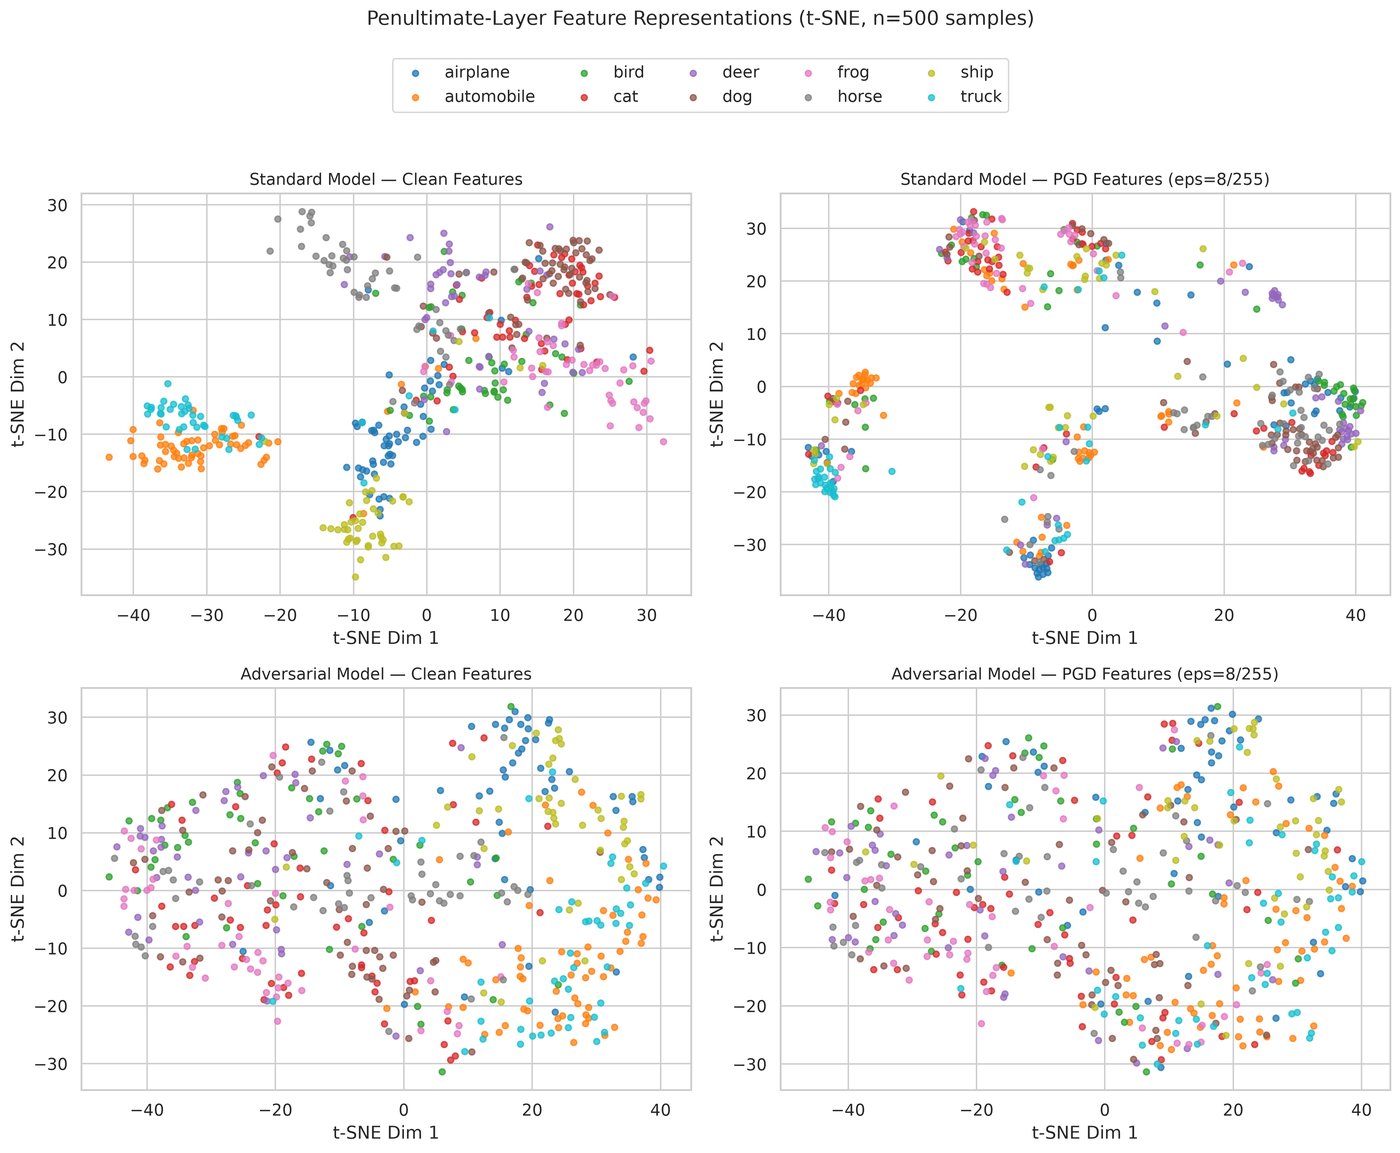 Penultimate-Layer Feature Representations (t-SNE, n=500 samples)
airplane bird deer frog ship
automobile cat dog horse truck
Standard Model — Clean Features
30
20
10
0
−10
−20
−30
t-SNE Dim 2
−40 −30 −20 −10 0 10 20 30
t-SNE Dim 1
Standard Model — PGD Features (eps=8/255)
30
20
10
0
−10
−20
−30
t-SNE Dim 2
−40 −20 0 20 40
t-SNE Dim 1
Adversarial Model — Clean Features
30
20
10
0
−10
−20
−30
t-SNE Dim 2
−40 −20 0 20 40
t-SNE Dim 1
Adversarial Model — PGD Features (eps=8/255)
30
20
10
0
−10
−20
−30
t-SNE Dim 2
−40 −20 0 20 40
t-SNE Dim 1